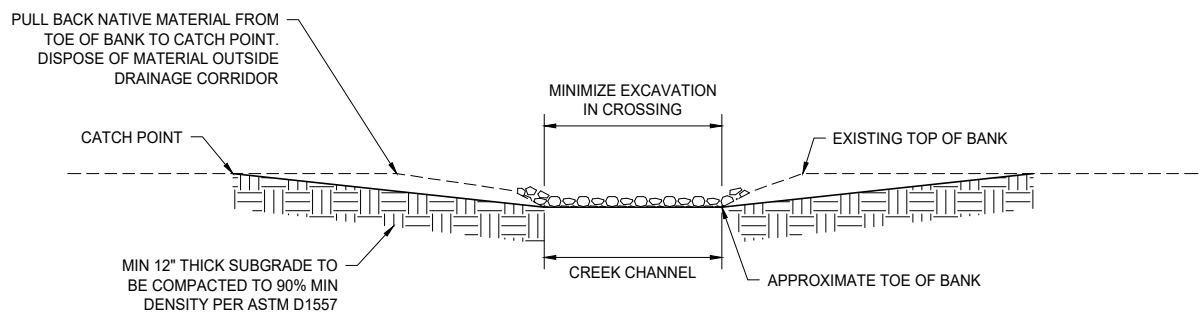 PULL BACK NATIVE MATERIAL FROM
TOE OF BANK TO CATCH POINT.
DISPOSE OF MATERIAL OUTSIDE
DRAINAGE CORRIDOR
MINIMIZE EXCAVATION
IN CROSSING
CATCH POINT
EXISTING TOP OF BANK
MIN 12" THICK SUBGRADE TO
BE COMPACTED TO 90% MIN
DENSITY PER ASTM D1557
CREEK CHANNEL
APPROXIMATE TOE OF BANK